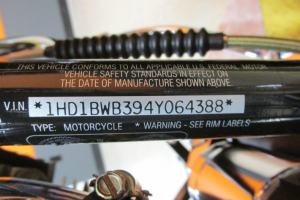 THIS VEHICLE CONFORMS TO ALL APPLICABLE U.S. FEDERAL MOTOR
VEHICLE SAFETY STANDARDS IN EFFECT ON
THE DATE OF MANUFACTURE SHOWN ABOVE.
V.I.N. *1HD1BWB394Y064388*
TYPE: MOTORCYCLE * WARNING - SEE RIM LABELS